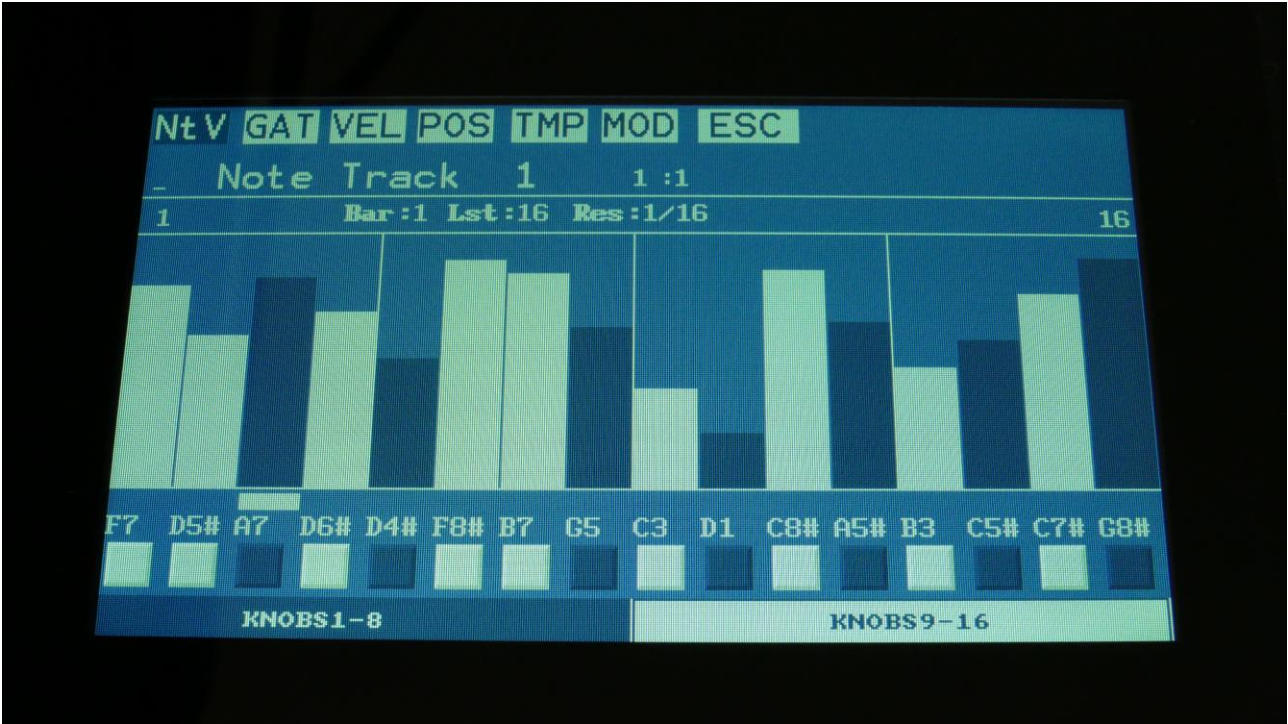 NtV GAT VEL POS TMP MOD ESC
_ Note Track 1 1 :1
1 Bar:1 Lst:16 Res:1/16 16
F7 D5# A7 D6# D4# F8# B7 G5 C3 D1 C8# A5# B3 C5# C7# G8#
KNOBS1-8 KNOBS9-16